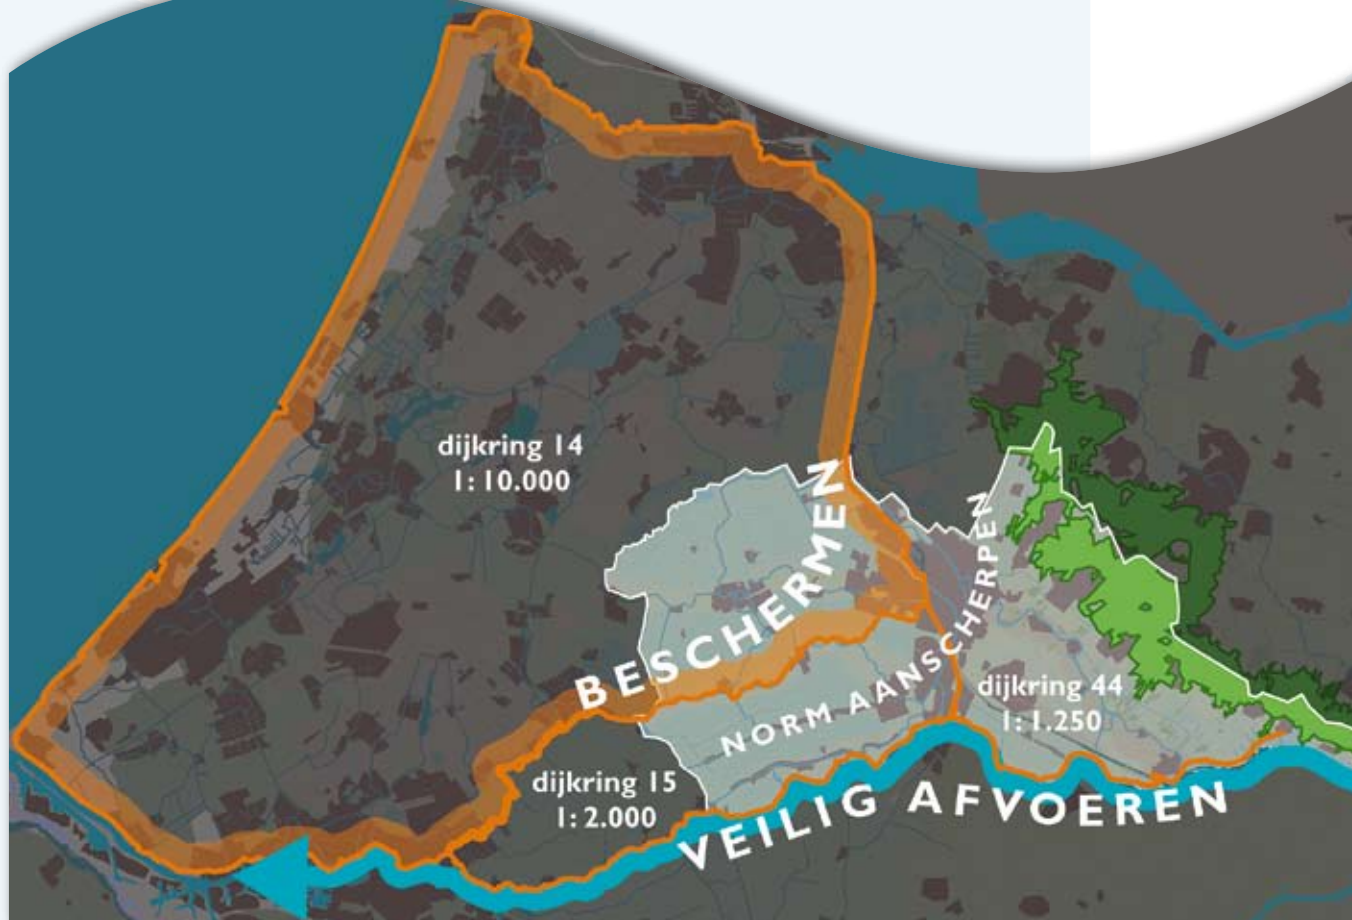 dijkring 14
1: 10.000
BESCHERMEN
NORM AANSCHERPEN
dijkring 44
1: 1.250
dijkring 15
1: 2.000
VEILIG AFVOEREN